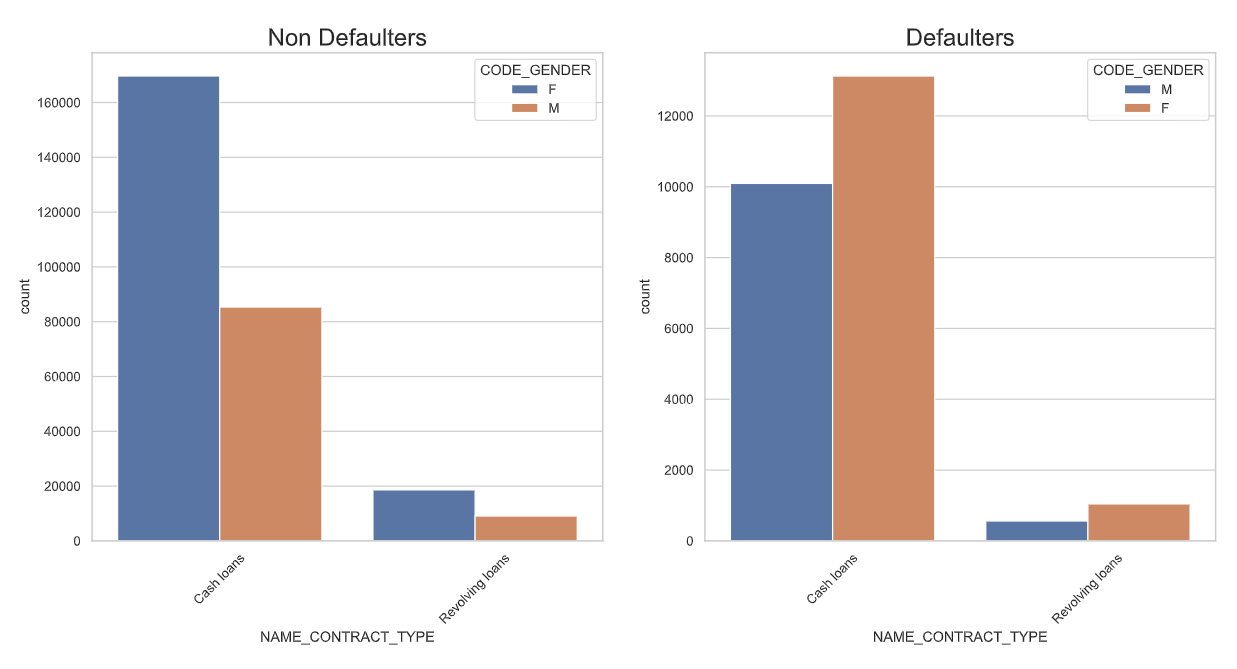 Non Defaulters
CODE_GENDER
F
M
160000
140000
120000
100000
80000
60000
40000
20000
0
count
Cash loans
Revolving loans
NAME_CONTRACT_TYPE
Defaulters
CODE_GENDER
M
F
12000
10000
8000
6000
4000
2000
0
count
Cash loans
Revolving loans
NAME_CONTRACT_TYPE